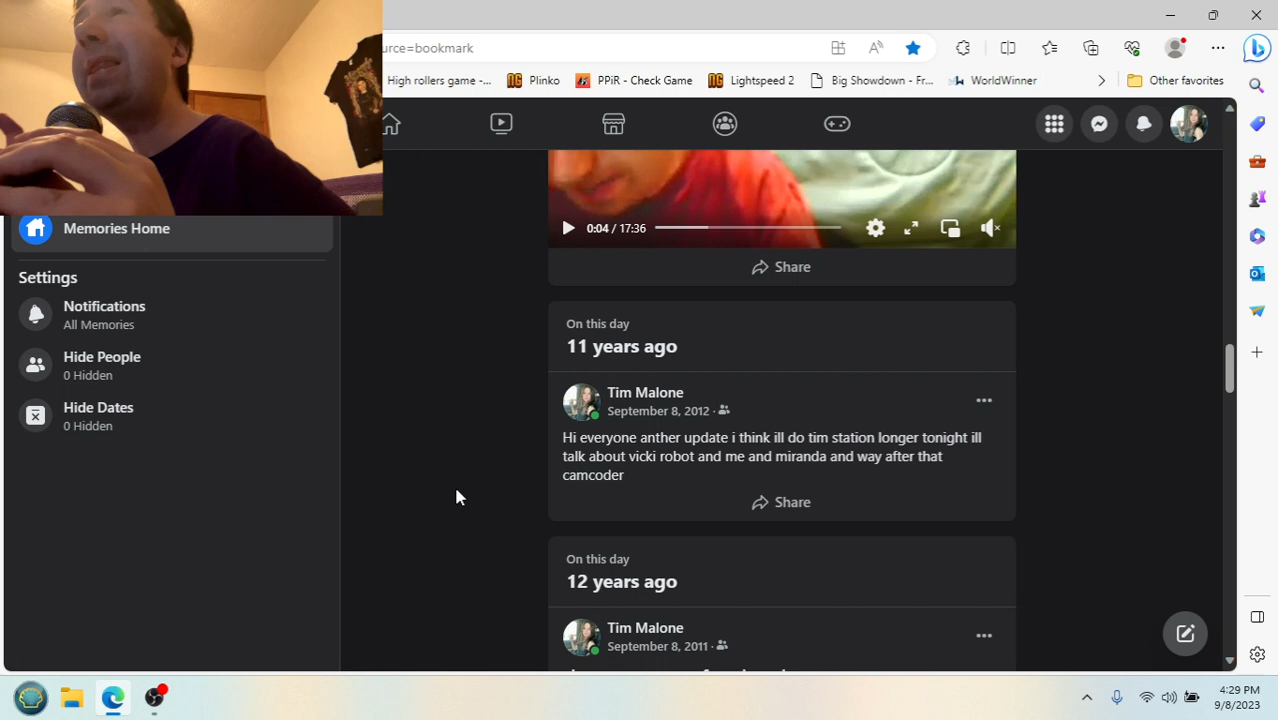 urce=bookmark
High rollers game -...
Plinko
PPiR - Check Game
Lightspeed 2
Big Showdown - Fr...
WorldWinner
Other favorites
0:04 / 17:36
Share
Memories Home
Settings
Notifications
All Memories
Hide People
0 Hidden
Hide Dates
0 Hidden
On this day
11 years ago
Tim Malone
September 8, 2012
Hi everyone anther update i think ill do tim station longer tonight ill
talk about vicki robot and me and miranda and way after that
camcoder
Share
On this day
12 years ago
Tim Malone
September 8, 2011
4:29 PM
9/8/2023